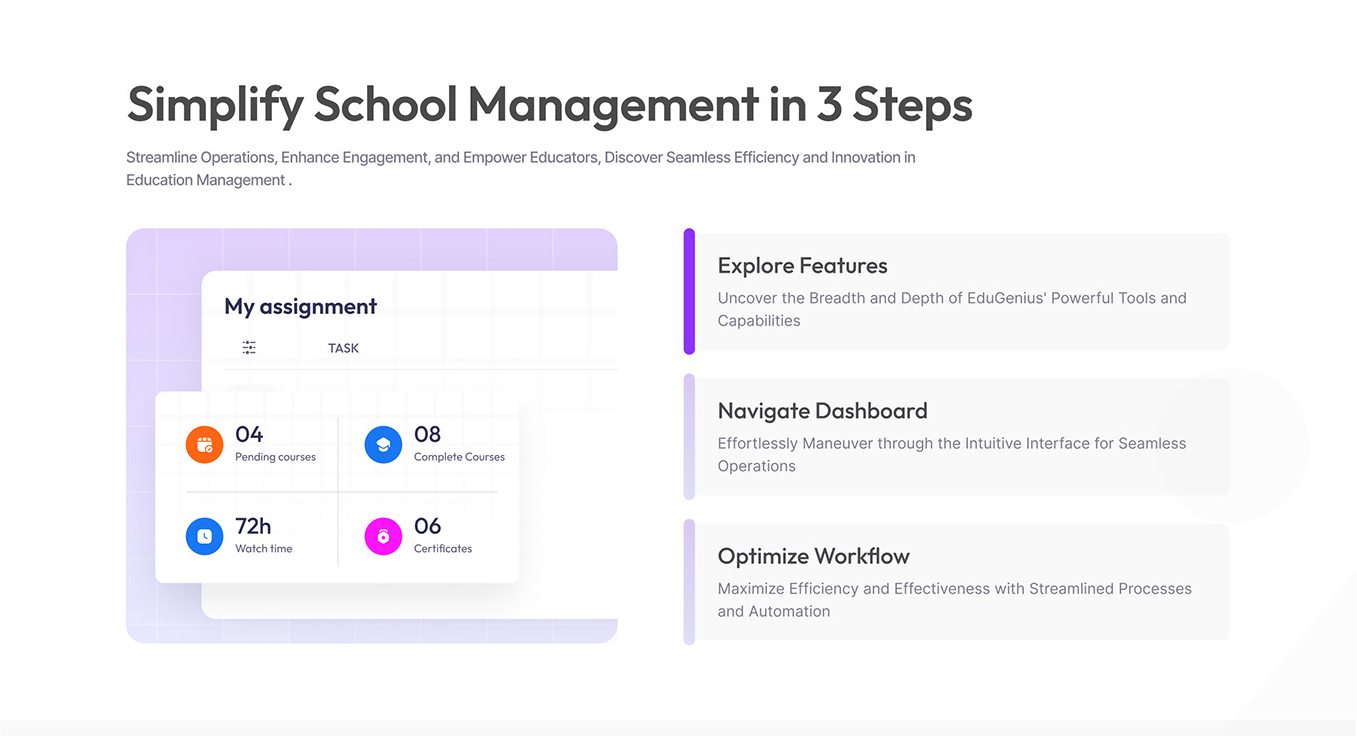 Simplify School Management in 3 Steps
Streamline Operations, Enhance Engagement, and Empower Educators, Discover Seamless Efficiency and Innovation in
Education Management .
My assignment
TASK
04
Pending courses
08
Complete Courses
72h
Watch time
06
Certificates
Explore Features
Uncover the Breadth and Depth of EduGenius' Powerful Tools and
Capabilities
Navigate Dashboard
Effortlessly Maneuver through the Intuitive Interface for Seamless
Operations
Optimize Workflow
Maximize Efficiency and Effectiveness with Streamlined Processes
and Automation